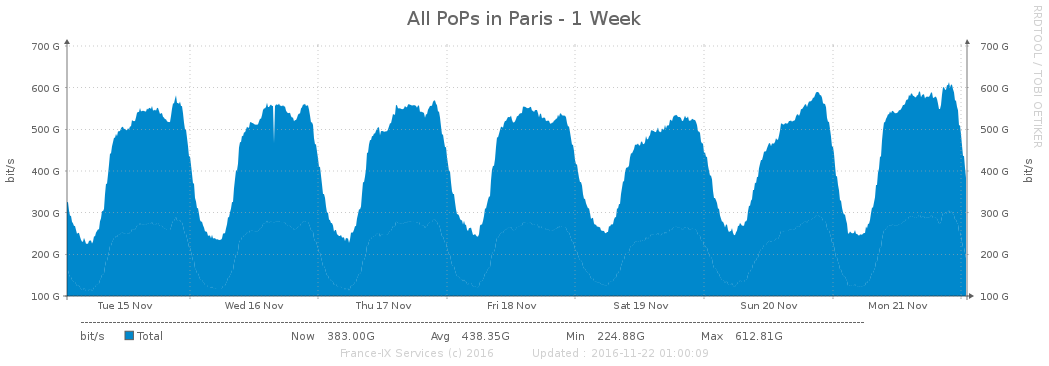 All PoPs in Paris - 1 Week
RRDTOOL / TOBI OETIKER
700 G 700 G
600 G 600 G
500 G 500 G
400 G 400 G
300 G 300 G
200 G 200 G
100 G 100 G
bit/s bit/s
Tue 15 Nov Wed 16 Nov Thu 17 Nov Fri 18 Nov Sat 19 Nov Sun 20 Nov Mon 21 Nov
bit/s Total Now 383.00G Avg 438.35G Min 224.88G Max 612.81G
France-IX Services (c) 2016 Updated : 2016-11-22 01:00:09